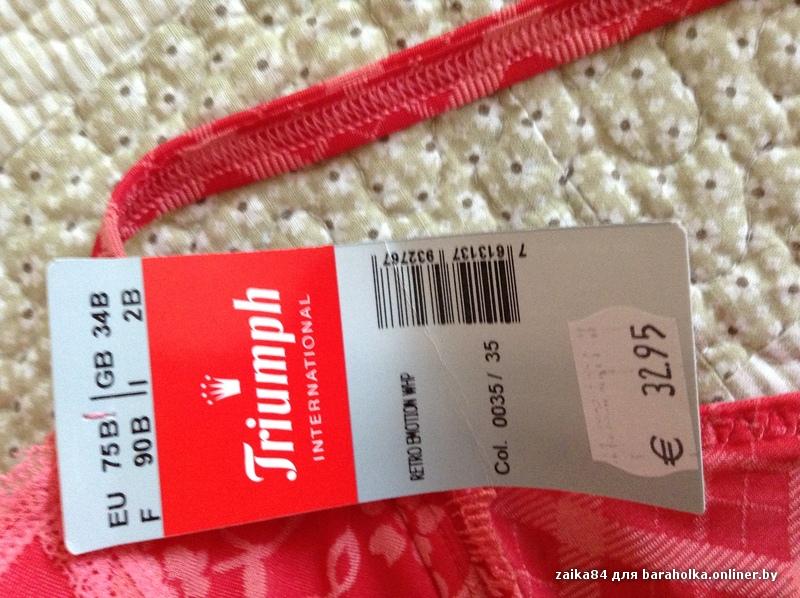 EU 75B | GB 34B
F 90B | I 2B
Triumph
INTERNATIONAL
RETRO EMOTION WHP
Col. 0035 / 35
7 613137 932767
€ 32.95
zaika84 для baraholka.onliner.by